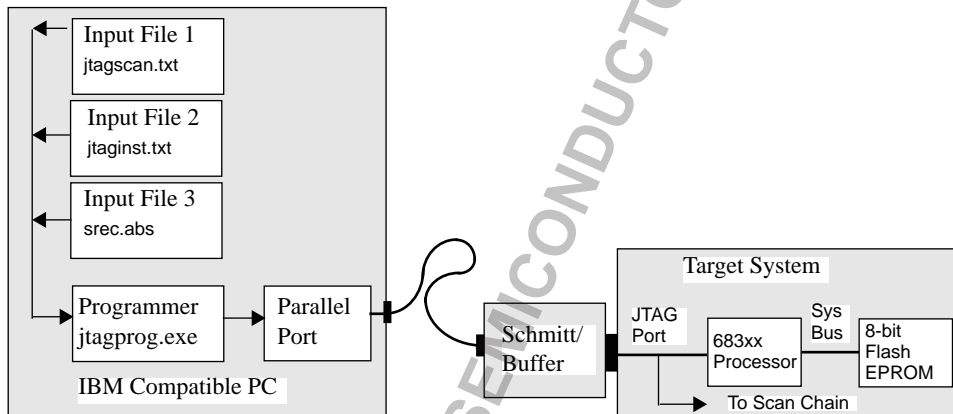 Input File 1
jtagscan.txt
Input File 2
jtaginst.txt
Input File 3
srec.abs
Programmer
jtagprog.exe
Parallel
Port
IBM Compatible PC
SEMICONDUCTO
Schmitt/
Buffer
Target System
JTAG
Port
683xx
Processor
Sys
Bus
8-bit
Flash
EPROM
To Scan Chain